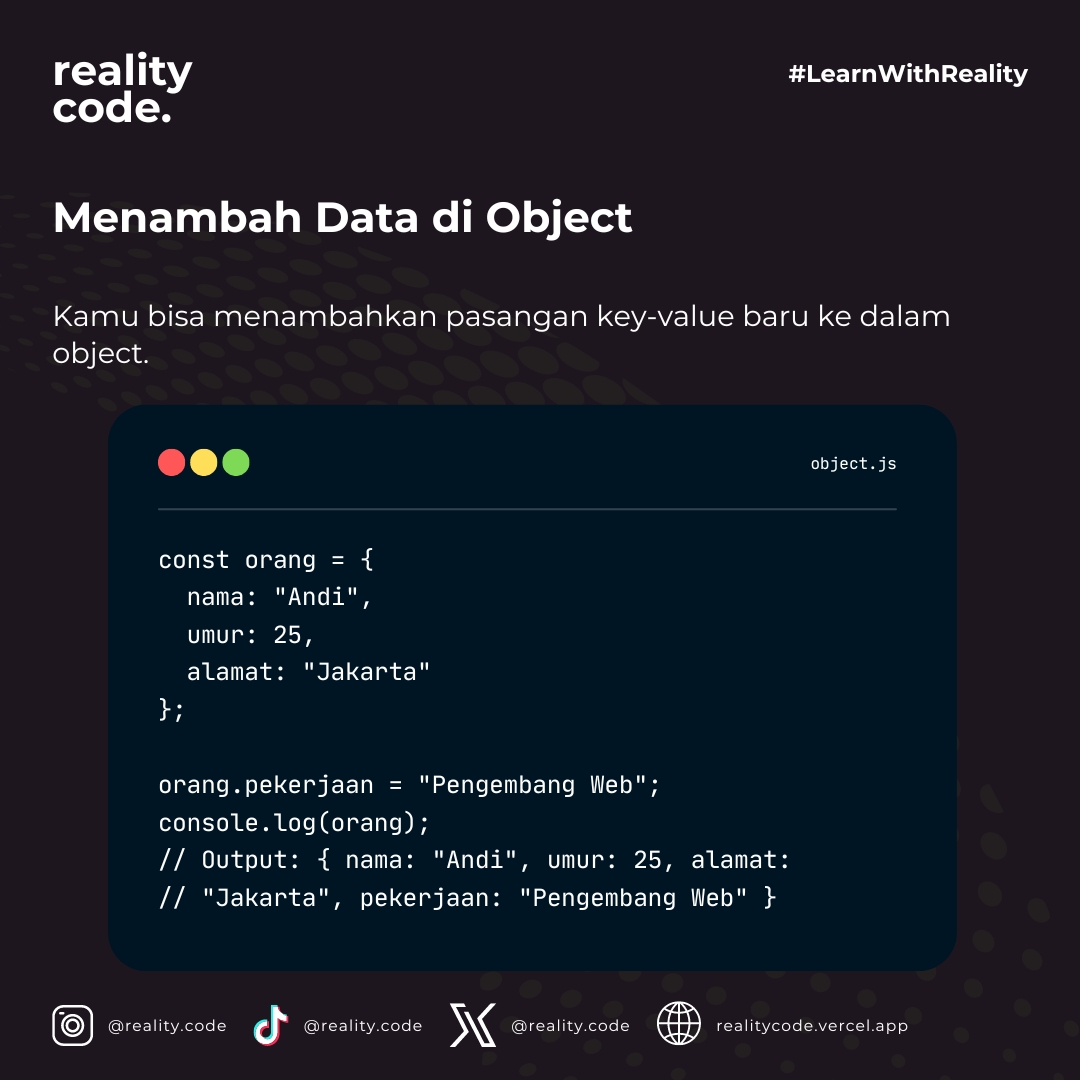 reality
code.
#LearnWithReality
Menambah Data di Object
Kamu bisa menambahkan pasangan key-value baru ke dalam
object.
object.js
const orang = {
  nama: "Andi",
  umur: 25,
  alamat: "Jakarta"
};
orang.pekerjaan = "Pengembang Web";
console.log(orang);
// Output: { nama: "Andi", umur: 25, alamat:
// "Jakarta", pekerjaan: "Pengembang Web" }
@reality.code @reality.code @reality.code realitycode.vercel.app